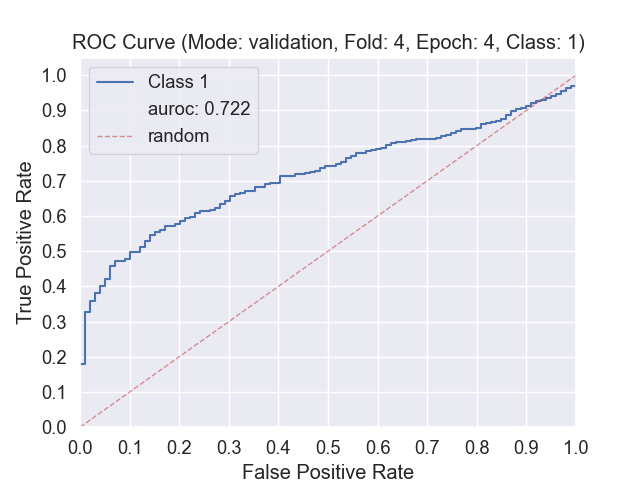 ROC Curve (Mode: validation, Fold: 4, Epoch: 4, Class: 1)
Class 1
auroc: 0.722
random
True Positive Rate
1.0
0.9
0.8
0.7
0.6
0.5
0.4
0.3
0.2
0.1
0.0
0.0 0.1 0.2 0.3 0.4 0.5 0.6 0.7 0.8 0.9 1.0
False Positive Rate